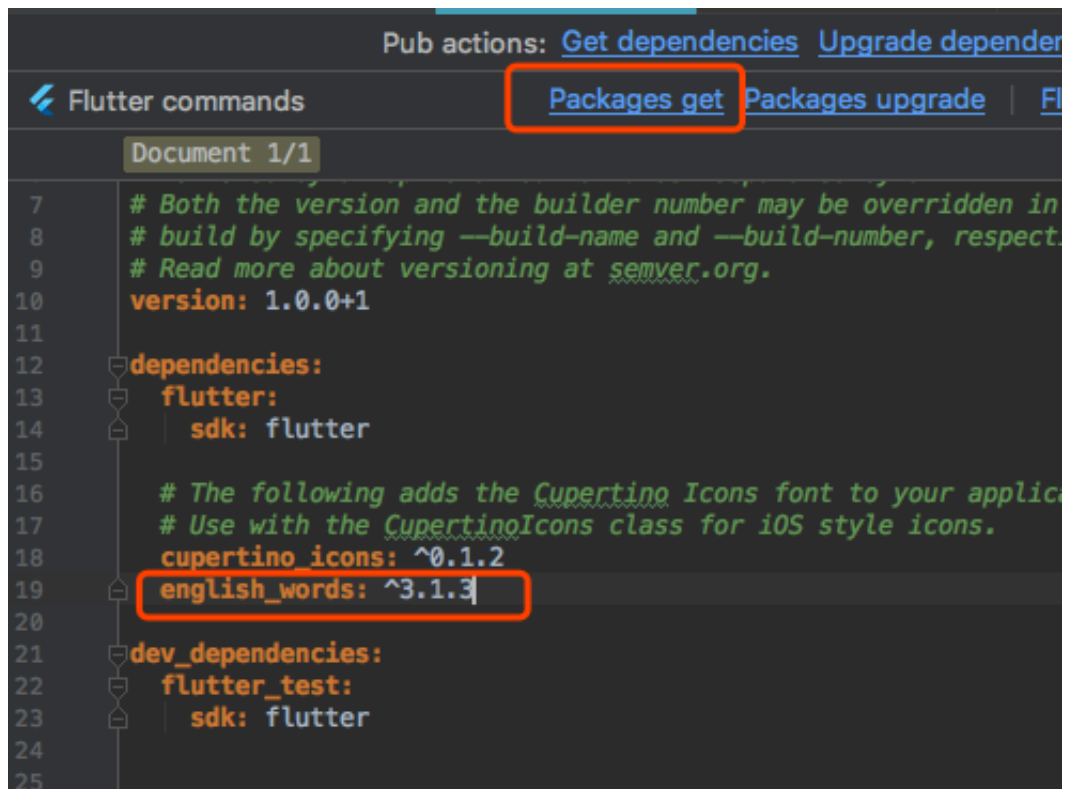 Pub actions: Get dependencies Upgrade depender
Flutter commands Packages get Packages upgrade Fl
Document 1/1
7 # Both the version and the builder number may be overridden in
8 # build by specifying --build-name and --build-number, respect
9 # Read more about versioning at semver.org.
10 version: 1.0.0+1
11
12 dependencies:
13 flutter:
14 sdk: flutter
15
16 # The following adds the Cupertino Icons font to your applic
17 # Use with the CupertinoIcons class for iOS style icons.
18 cupertino_icons: ^0.1.2
19 english_words: ^3.1.3
20
21 dev_dependencies:
22 flutter_test:
23 sdk: flutter
24
25